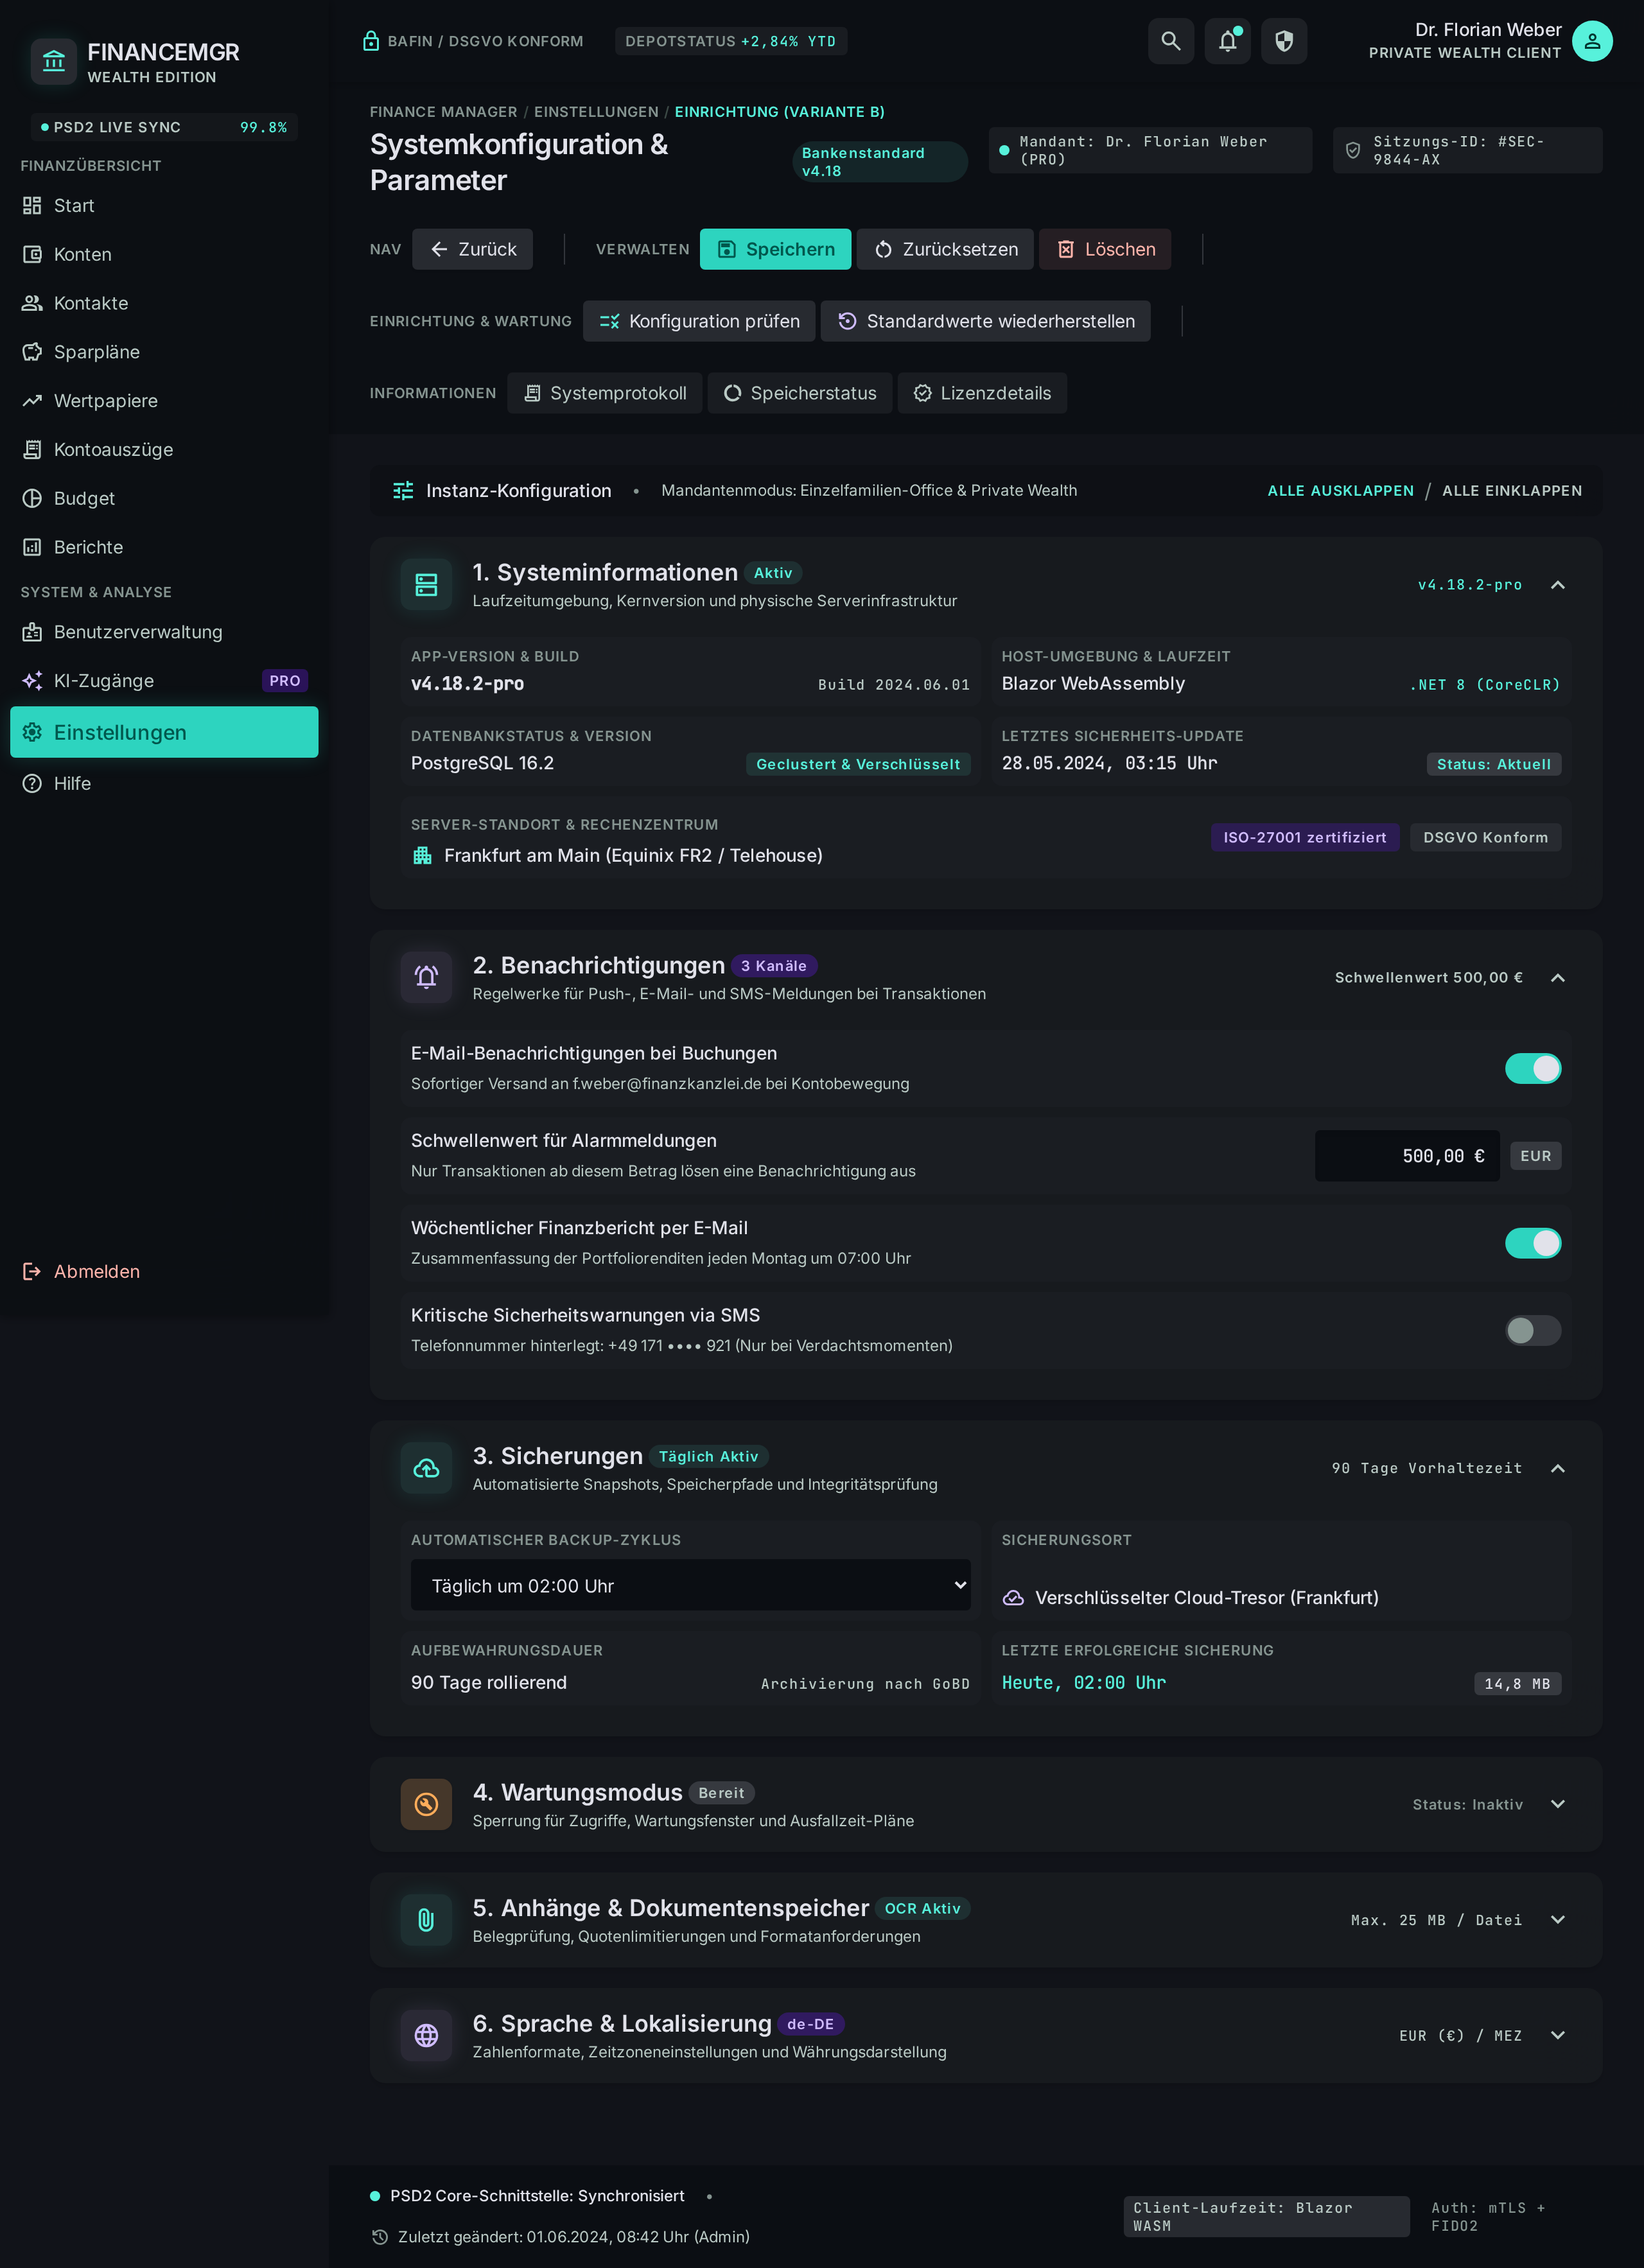 FINANCEMGR
WEALTH EDITION
PSD2 LIVE SYNC 99.8%
FINANZÜBERSICHT
Start
Konten
Kontakte
Sparpläne
Wertpapiere
Kontoauszüge
Budget
Berichte
SYSTEM & ANALYSE
Benutzerverwaltung
KI-Zugänge PRO
Einstellungen
Hilfe
Abmelden
BAFIN / DSGVO KONFORM
DEPOTSTATUS +2,84% YTD
Dr. Florian Weber
PRIVATE WEALTH CLIENT
FINANCE MANAGER / EINSTELLUNGEN / EINRICHTUNG (VARIANTE B)
Systemkonfiguration &
Parameter
Bankenstandard
v4.18
Mandant: Dr. Florian Weber
(PRO)
Sitzungs-ID: #SEC-
9844-AX
NAV Zurück VERWALTEN Speichern Zurücksetzen Löschen
EINRICHTUNG & WARTUNG Konfiguration prüfen Standardwerte wiederherstellen
INFORMATIONEN Systemprotokoll Speicherstatus Lizenzdetails
Instanz-Konfiguration • Mandantenmodus: Einzelfamilien-Office & Private Wealth ALLE AUSKLAPPEN / ALLE EINKLAPPEN
1. Systeminformationen Aktiv
Laufzeitumgebung, Kernversion und physische Serverinfrastruktur
v4.18.2-pro
APP-VERSION & BUILD
v4.18.2-pro Build 2024.06.01
HOST-UMGEBUNG & LAUFZEIT
Blazor WebAssembly .NET 8 (CoreCLR)
DATENBANKSTATUS & VERSION
PostgreSQL 16.2 Geclustert & Verschlüsselt
LETZTES SICHERHEITS-UPDATE
28.05.2024, 03:15 Uhr Status: Aktuell
SERVER-STANDORT & RECHENZENTRUM
Frankfurt am Main (Equinix FR2 / Telehouse)
ISO-27001 zertifiziert DSGVO Konform
2. Benachrichtigungen 3 Kanäle
Regelwerke für Push-, E-Mail- und SMS-Meldungen bei Transaktionen
Schwellenwert 500,00 €
E-Mail-Benachrichtigungen bei Buchungen
Sofortiger Versand an f.weber@finanzkanzlei.de bei Kontobewegung
Schwellenwert für Alarmmeldungen
Nur Transaktionen ab diesem Betrag lösen eine Benachrichtigung aus
500,00 € EUR
Wöchentlicher Finanzbericht per E-Mail
Zusammenfassung der Portfoliorenditen jeden Montag um 07:00 Uhr
Kritische Sicherheitswarnungen via SMS
Telefonnummer hinterlegt: +49 171 •••• 921 (Nur bei Verdachtsmomenten)
3. Sicherungen Täglich Aktiv
Automatisierte Snapshots, Speicherpfade und Integritätsprüfung
90 Tage Vorhaltezeit
AUTOMATISCHER BACKUP-ZYKLUS
Täglich um 02:00 Uhr
SICHERUNGSORT
Verschlüsselter Cloud-Tresor (Frankfurt)
AUFBEWAHRUNGSDAUER
90 Tage rollierend Archivierung nach GoBD
LETZTE ERFOLGREICHE SICHERUNG
Heute, 02:00 Uhr 14,8 MB
4. Wartungsmodus Bereit
Sperrung für Zugriffe, Wartungsfenster und Ausfallzeit-Pläne
Status: Inaktiv
5. Anhänge & Dokumentenspeicher OCR Aktiv
Belegprüfung, Quotenlimitierungen und Formatanforderungen
Max. 25 MB / Datei
6. Sprache & Lokalisierung de-DE
Zahlenformate, Zeitzoneneinstellungen und Währungsdarstellung
EUR (€) / MEZ
PSD2 Core-Schnittstelle: Synchronisiert •
Zuletzt geändert: 01.06.2024, 08:42 Uhr (Admin)
Client-Laufzeit: Blazor
WASM
Auth: mTLS +
FIDO2